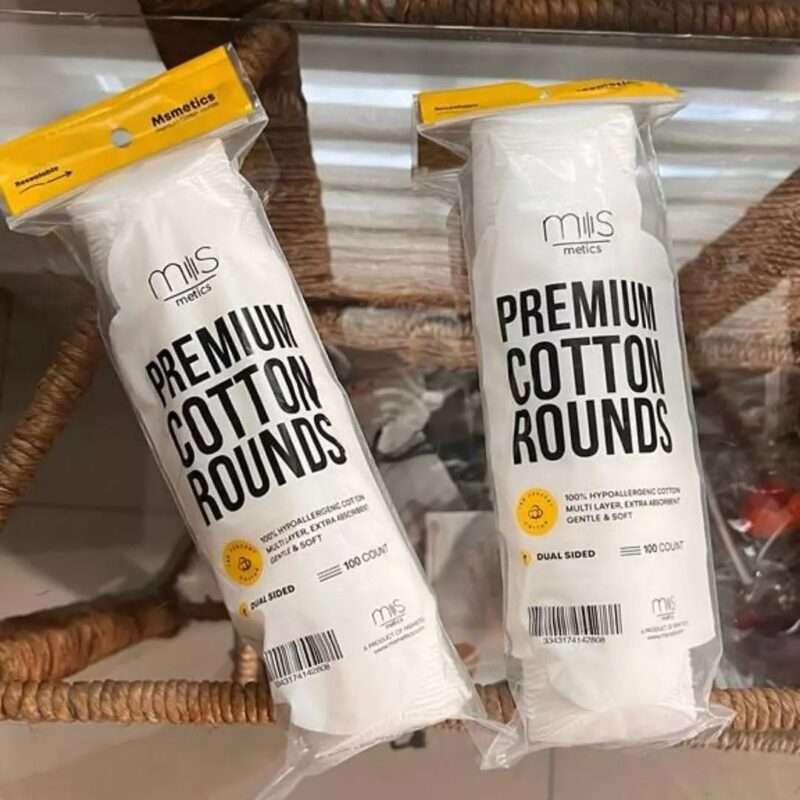 Msmetics
Resealable
MS
metics
PREMIUM
COTTON
ROUNDS
100% HYPOALLERGENIC COTTON
MULTI LAYER, EXTRA ABSORBENT
GENTLE & SOFT
DUAL SIDED
100 COUNT
3343174142808
MS
metics
Resealable
MS
metics
PREMIUM
COTTON
ROUNDS
100% HYPOALLERGENIC COTTON
MULTI LAYER, EXTRA ABSORBENT
GENTLE & SOFT
DUAL SIDED
100 COUNT
3343174142808
MS
metics